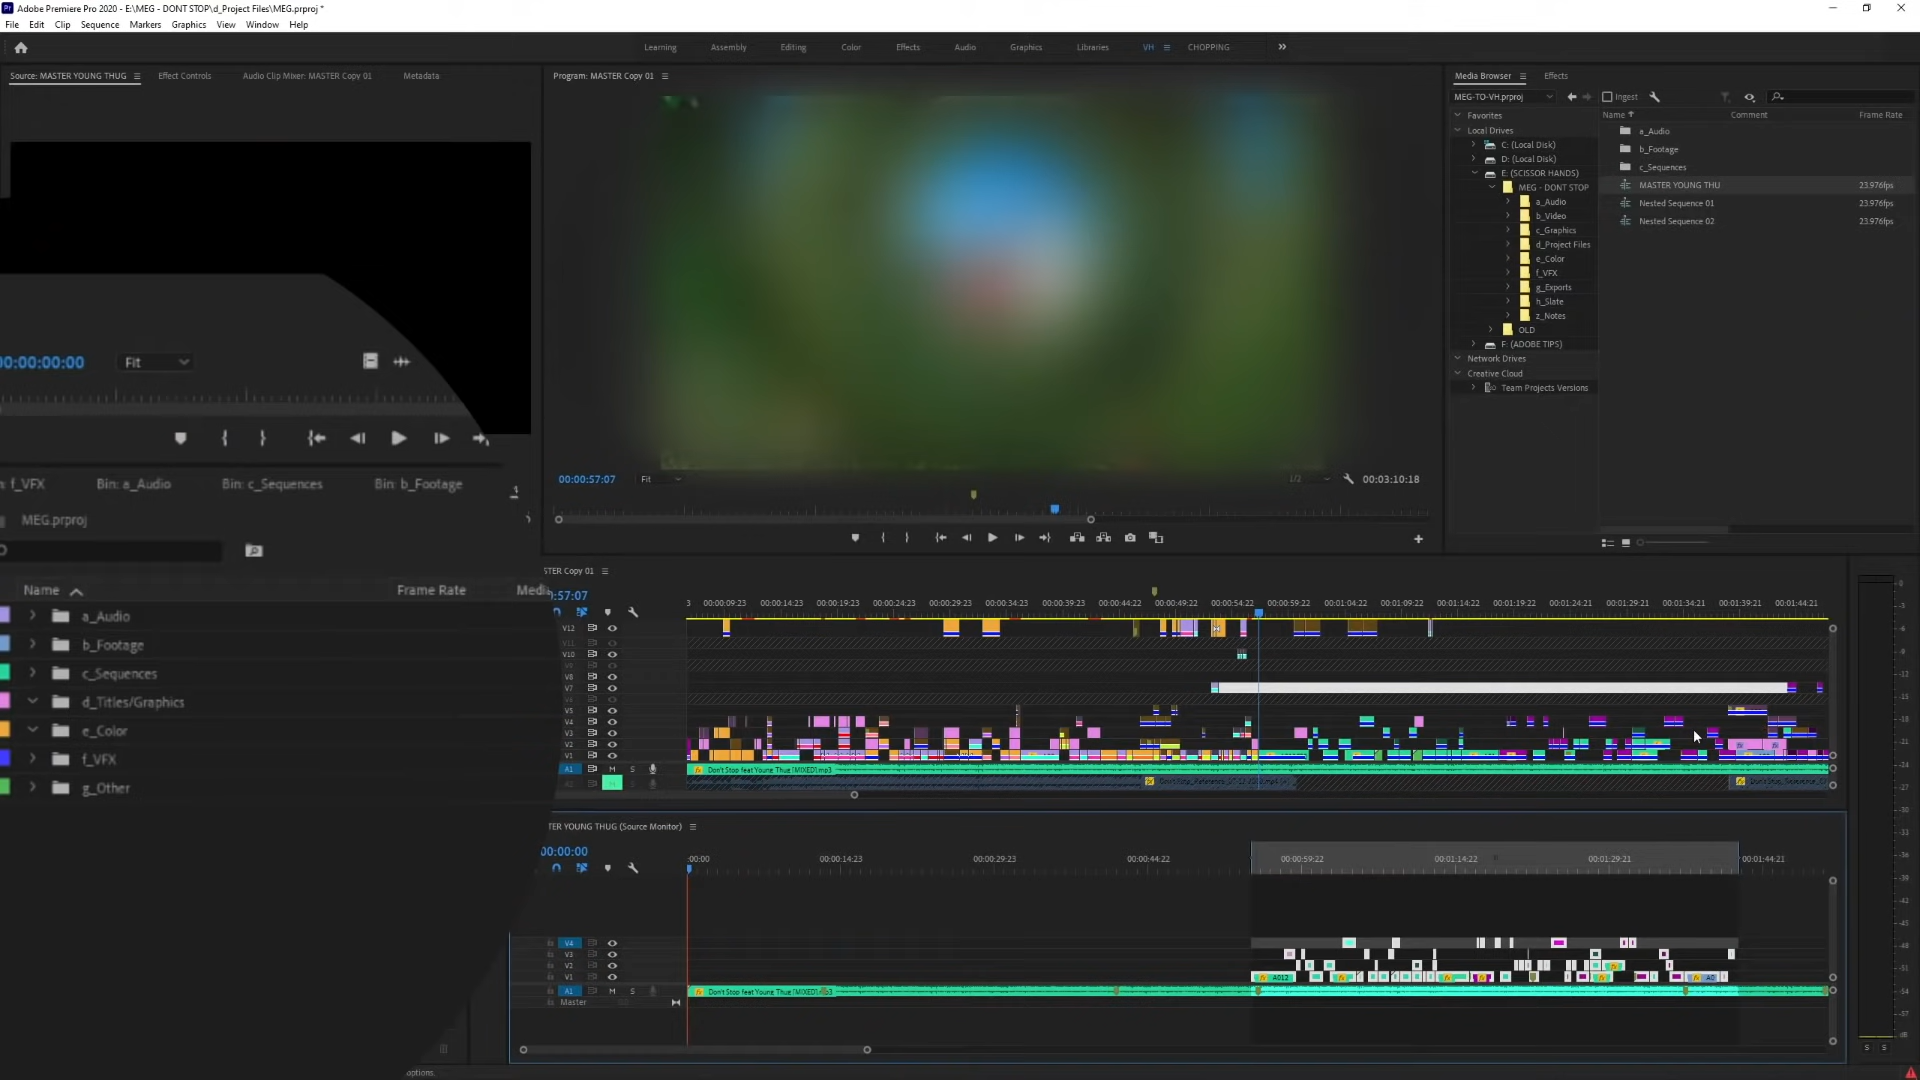 Adobe Premiere Pro 2020 - E:\MEG - DONT STOP\d_Project Files\MEG.prproj *
File Edit Clip Sequence Markers Graphics View Window Help
Learning Assembly Editing Color Effects Audio Graphics Libraries VH CHOPPING
Source: MASTER YOUNG THUG Effect Controls Audio Clip Mixer: MASTER Copy 01 Metadata
Program: MASTER Copy 01
Media Browser Effects
MEG-TO-VH.prproj Ingest
Name Comment Frame Rate
Favorites
Local Drives
C: (Local Disk)
D: (Local Disk)
E: (SCISSOR HANDS)
MEG - DONT STOP
a_Audio
b_Video
c_Graphics
d_Project Files
e_Color
f_VFX
g_Exports
h_Slate
z_Notes
OLD
F: (ADOBE TIPS)
Network Drives
Creative Cloud
Team Projects Versions
a_Audio
b_Footage
c_Sequences
MASTER YOUNG THU 23.976fps
Nested Sequence 01 23.976fps
Nested Sequence 02 23.976fps
00:00:00:00 Fit
f_VFX Bin: a_Audio Bin: c_Sequences Bin: b_Footage
MEG.prproj
Name Frame Rate Media
a_Audio
b_Footage
c_Sequences
d_Titles/Graphics
e_Color
f_VFX
g_Other
00:00:57:07 Fit 1/2 00:03:10:18
STER Copy 01
:57:07
00:00:09:23 00:00:14:23 00:00:19:23 00:00:24:23 00:00:29:23 00:00:34:23 00:00:39:23 00:00:44:22 00:00:49:22 00:00:54:22 00:00:59:22 00:01:04:22 00:01:09:22 00:01:14:22 00:01:19:22 00:01:24:21 00:01:29:21 00:01:34:21 00:01:39:21 00:01:44:21
V12
V10
V8
V7
V5
V4
V3
V2
V1
A1 M S Don't Stop feat Young Thug [MIXED].mp3
TER YOUNG THUG (Source Monitor)
00:00:00
:00:00 00:00:14:23 00:00:29:23 00:00:44:22 00:00:59:22 00:01:14:22 00:01:29:21 00:01:44:21
V4
V3
V2
V1 A012
A1 M S Don't Stop feat Young Thug [MIXED].mp3
Master
options